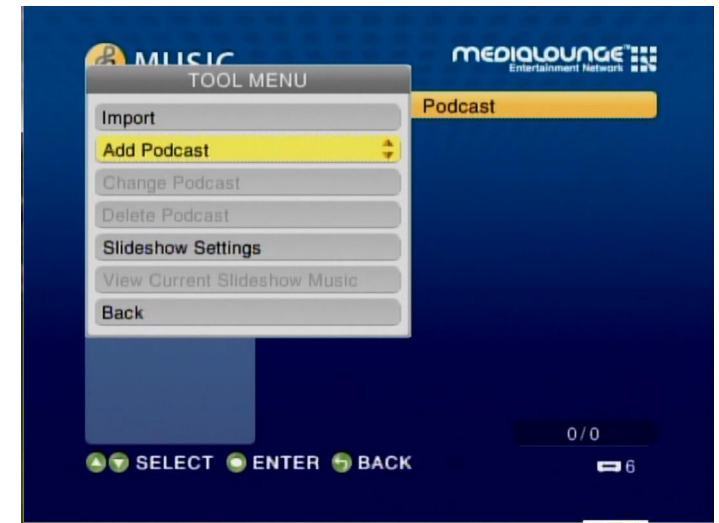 MUSIC
MEDIALOUNGE™
Entertainment Network
TOOL MENU
Podcast
Import
Add Podcast
Change Podcast
Delete Podcast
Slideshow Settings
View Current Slideshow Music
Back
0/0
SELECT ENTER BACK
6